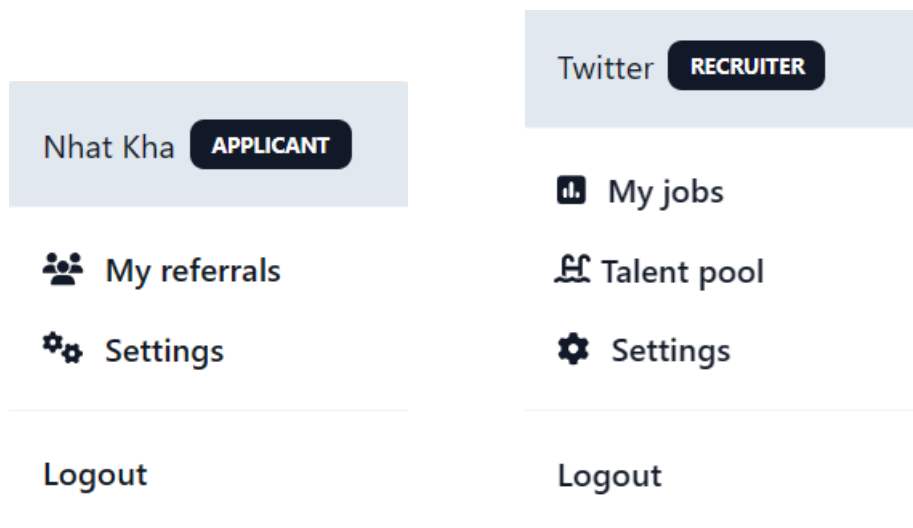 Nhat Kha APPLICANT
My referrals
Settings
Logout
Twitter RECRUITER
My jobs
Talent pool
Settings
Logout